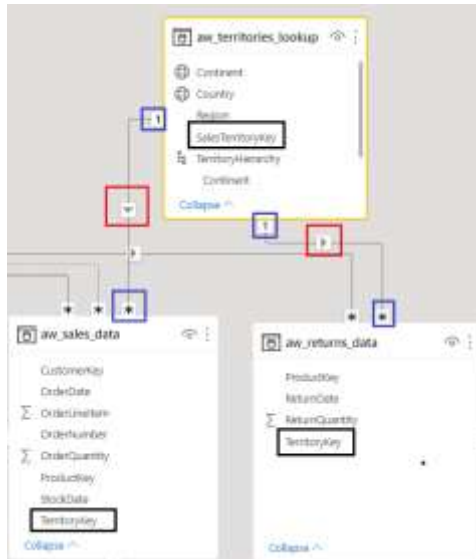 aw_territories_lookup
Continent
Country
Region
SalesTerritoryKey
TerritoryHierarchy
Continent
Collapse
1
1
*
*
*
*
*
aw_sales_data
CustomerKey
OrderDate
OrderLineItem
OrderNumber
OrderQuantity
ProductKey
StockDate
TerritoryKey
Collapse
aw_returns_data
ProductKey
ReturnDate
ReturnQuantity
TerritoryKey
Collapse